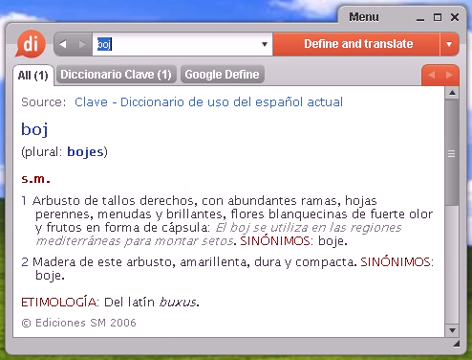 Menu
di
boj
Define and translate
All (1)
Diccionario Clave (1)
Google Define
Source: Clave - Diccionario de uso del español actual
boj
(plural: bojes)
s.m.
1 Arbusto de tallos derechos, con abundantes ramas, hojas
perennes, menudas y brillantes, flores blanquecinas de fuerte olor
y frutos en forma de cápsula: El boj se utiliza en las regiones
mediterráneas para montar setos. SINÓNIMOS: boje.
2 Madera de este arbusto, amarillenta, dura y compacta. SINÓNIMOS:
boje.
ETIMOLOGÍA: Del latín buxus.
© Ediciones SM 2006